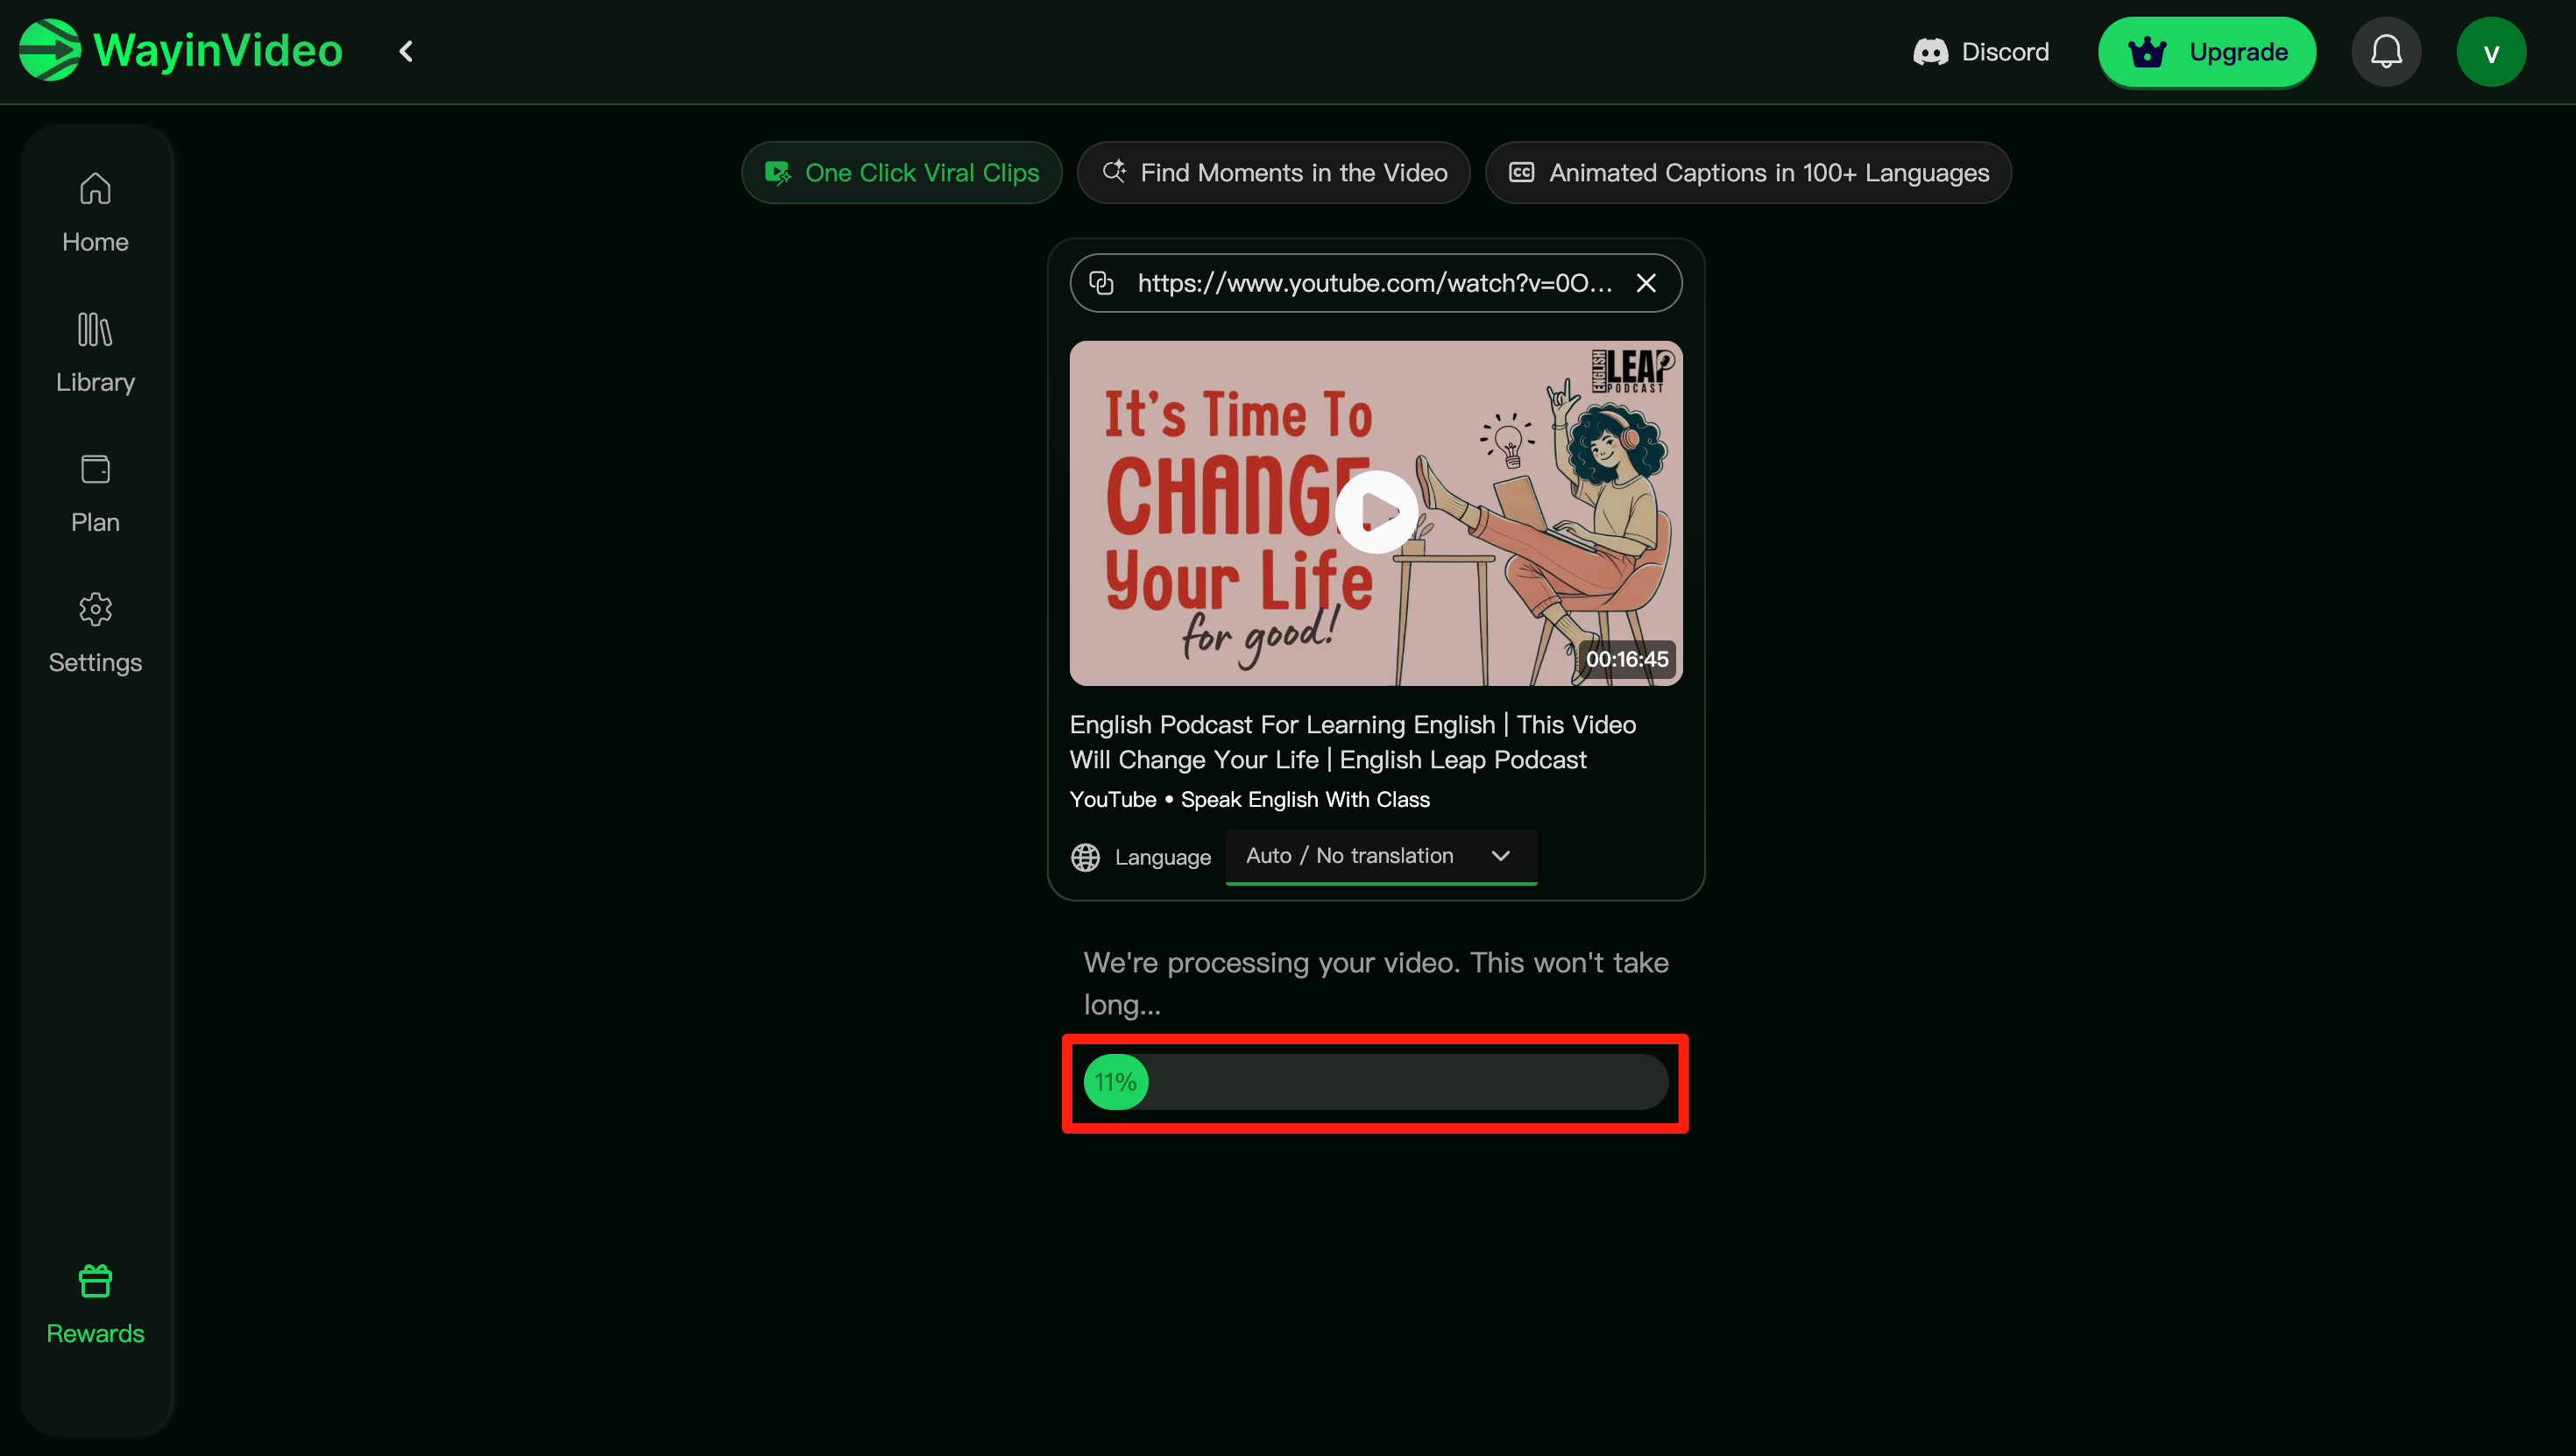 WayinVideo
Discord
Upgrade
v
Home
Library
Plan
Settings
Rewards
One Click Viral Clips
Find Moments in the Video
CC Animated Captions in 100+ Languages
https://www.youtube.com/watch?v=0O...
ENGLISH LEAP PODCAST
It's Time To
CHANGE
Your Life
for good!
00:16:45
English Podcast For Learning English | This Video
Will Change Your Life | English Leap Podcast
YouTube • Speak English With Class
Language
Auto / No translation
We're processing your video. This won't take
long...
11%